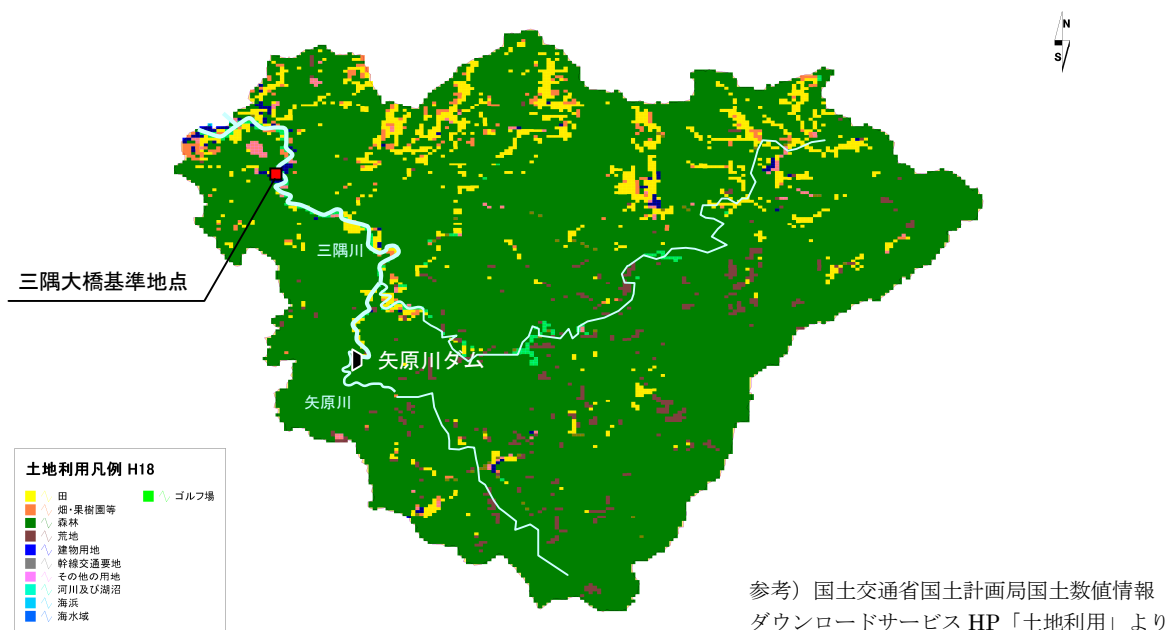 N
S
三隅川
三隅大橋基準地点
矢原川ダム
矢原川
土地利用凡例 H18
田
ゴルフ場
畑・果樹園等
森林
荒地
建物用地
幹線交通要地
その他の用地
河川及び湖沼
海浜
海水域
参考）国土交通省国土計画局国土数値情報
ダウンロードサービス HP「土地利用」より